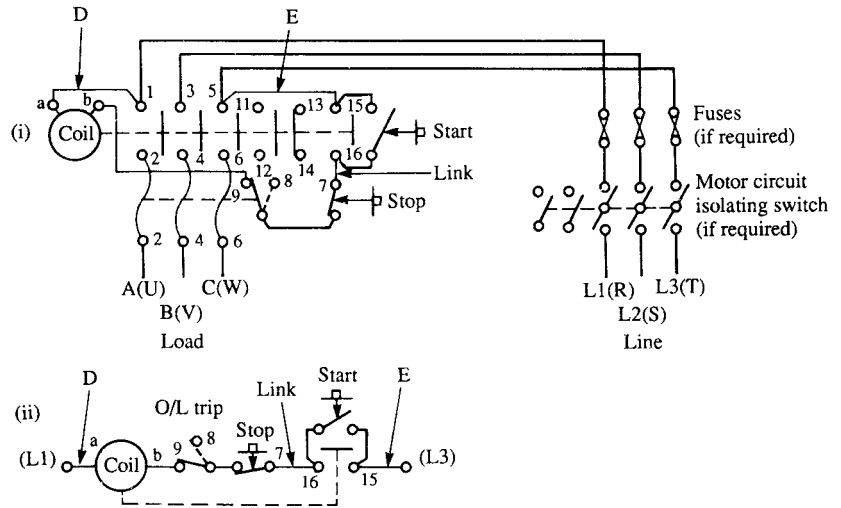 D
E
1 3 5 11 13 15
a b
(i)
Coil
Start
2 4 6 12 14 16
Link
9 8 7
Stop
2 4 6
A(U) C(W)
B(V)
Load
Fuses
(if required)
Motor circuit
isolating switch
(if required)
L1(R) L3(T)
L2(S)
Line
(ii)
D
Start
E
Link
O/L trip
Stop
a
(L1)
Coil
b
9
8
7
16
15
(L3)